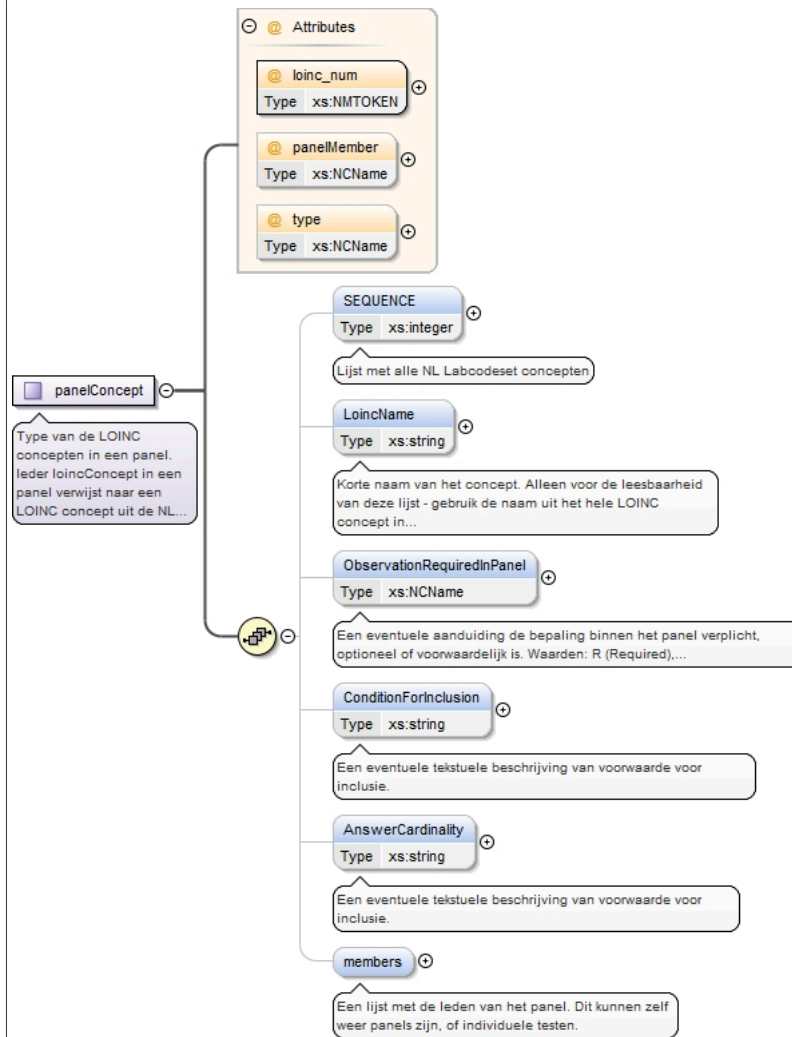 @ Attributes
@ loinc_num
Type xs:NMTOKEN
@ panelMember
Type xs:NCName
@ type
Type xs:NCName
panelConcept
Type van de LOINC
concepten in een panel.
Ieder loincConcept in een
panel verwijst naar een
LOINC concept uit de NL...
SEQUENCE
Type xs:integer
Lijst met alle NL Labcodeset concepten
LoincName
Type xs:string
Korte naam van het concept. Alleen voor de leesbaarheid
van deze lijst - gebruik de naam uit het hele LOINC
concept in...
ObservationRequiredInPanel
Type xs:NCName
Een eventuele aanduiding de bepaling binnen het panel verplicht,
optioneel of voorwaardelijk is. Waarden: R (Required),...
ConditionForInclusion
Type xs:string
Een eventuele tekstuele beschrijving van voorwaarde voor
inclusie.
AnswerCardinality
Type xs:string
Een eventuele tekstuele beschrijving van voorwaarde voor
inclusie.
members
Een lijst met de leden van het panel. Dit kunnen zelf
weer panels zijn, of individuele testen.